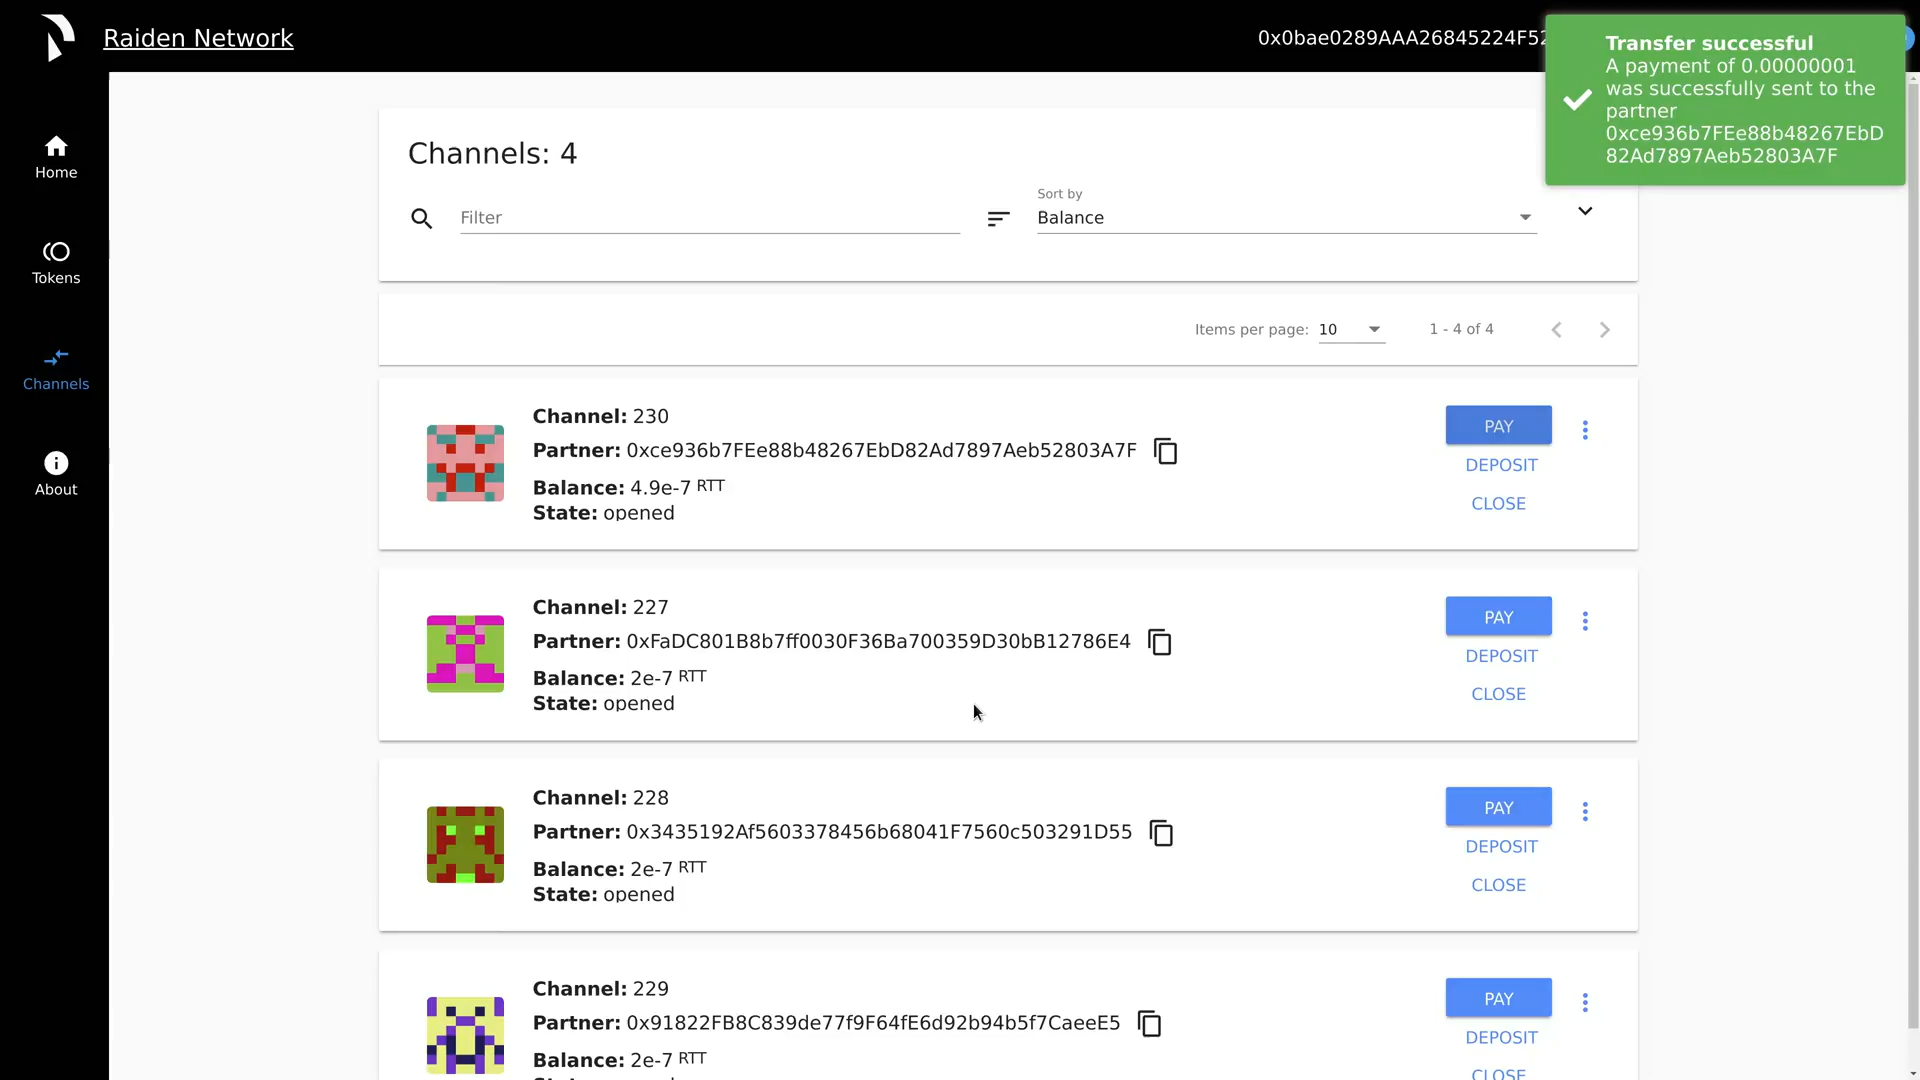 Raiden Network
0x0bae0289AAA26845224F52
Transfer successful
A payment of 0.00000001
was successfully sent to the
partner
0xce936b7FEe88b48267EbD
82Ad7897Aeb52803A7F
Home
Tokens
Channels
About
Channels: 4
Filter
Sort by
Balance
Items per page: 10
1 - 4 of 4
Channel: 230
Partner: 0xce936b7FEe88b48267EbD82Ad7897Aeb52803A7F
Balance: 4.9e-7 RTT
State: opened
PAY
DEPOSIT
CLOSE
Channel: 227
Partner: 0xFaDC801B8b7ff0030F36Ba700359D30bB12786E4
Balance: 2e-7 RTT
State: opened
PAY
DEPOSIT
CLOSE
Channel: 228
Partner: 0x3435192Af5603378456b68041F7560c503291D55
Balance: 2e-7 RTT
State: opened
PAY
DEPOSIT
CLOSE
Channel: 229
Partner: 0x91822FB8C839de77f9F64fE6d92b94b5f7CaeeE5
Balance: 2e-7 RTT
PAY
DEPOSIT
CLOSE